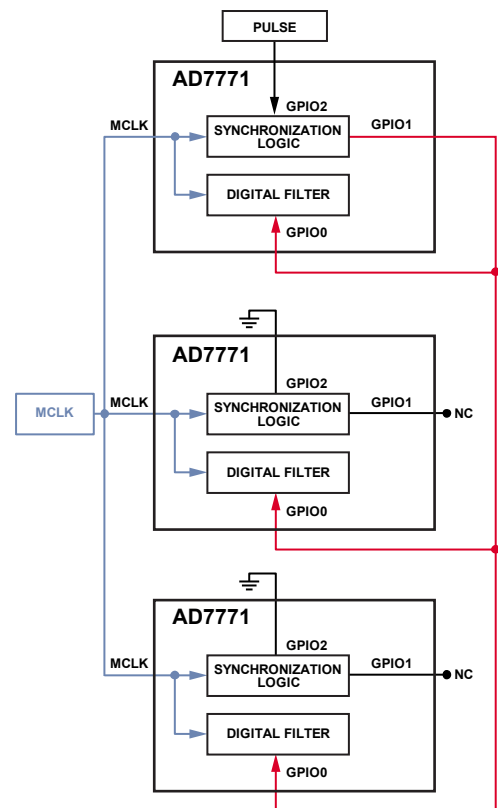 PULSE
AD7771
MCLK
GPIO2
SYNCHRONIZATION
LOGIC
GPIO1
DIGITAL FILTER
GPIO0
AD7771
MCLK
MCLK
GPIO2
SYNCHRONIZATION
LOGIC
GPIO1
NC
DIGITAL FILTER
GPIO0
AD7771
MCLK
GPIO2
SYNCHRONIZATION
LOGIC
GPIO1
NC
DIGITAL FILTER
GPIO0